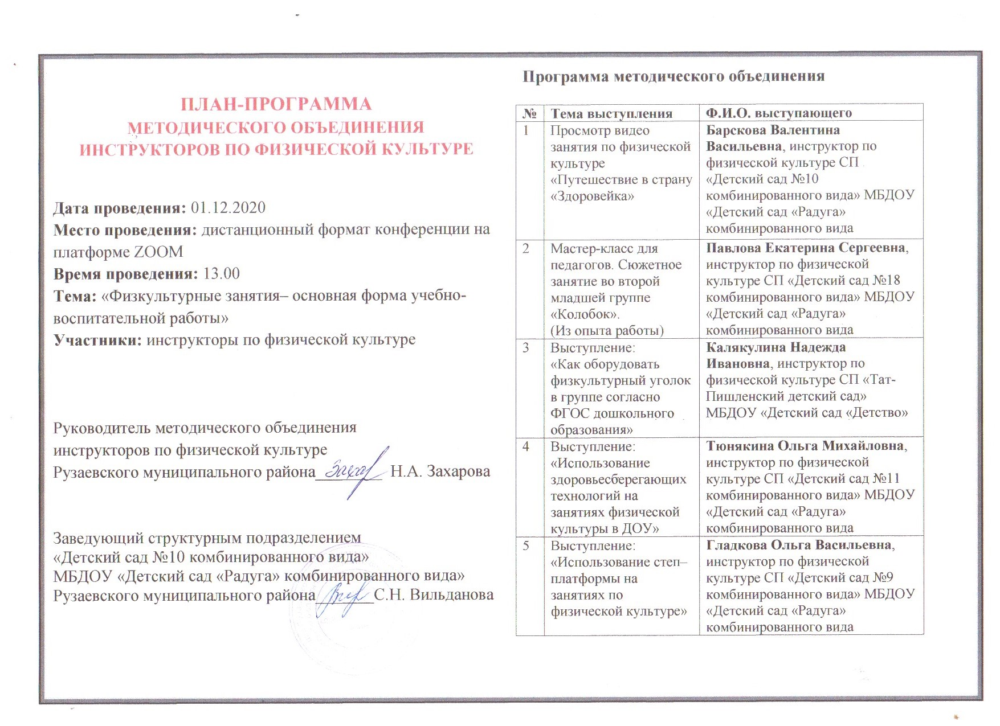 ПЛАН-ПРОГРАММА
МЕТОДИЧЕСКОГО ОБЪЕДИНЕНИЯ
ИНСТРУКТОРОВ ПО ФИЗИЧЕСКОЙ КУЛЬТУРЕ
Дата проведения: 01.12.2020
Место проведения: дистанционный формат конференции на
платформе ZOOM
Время проведения: 13.00
Тема: «Физкультурные занятия– основная форма учебно-
воспитательной работы»
Участники: инструкторы по физической культуре
Руководитель методического объединения
инструкторов по физической культуре
Рузаевского муниципального района________ Н.А. Захарова
Заведующий структурным подразделением
«Детский сад №10 комбинированного вида»
МБДОУ «Детский сад «Радуга» комбинированного вида»
Рузаевского муниципального района_______С.Н. Вильданова
Программа методического объединения
№ Тема выступления Ф.И.О. выступающего
1
Просмотр видео
занятия по физической
культуре
«Путешествие в страну
«Здоровейка»
Барскова Валентина
Васильевна, инструктор по
физической культуре СП
«Детский сад №10
комбинированного вида» МБДОУ
«Детский сад «Радуга»
комбинированного вида
2
Мастер-класс для
педагогов. Сюжетное
занятие во второй
младшей группе
«Колобок».
(Из опыта работы)
Павлова Екатерина Сергеевна,
инструктор по физической
культуре СП «Детский сад №18
комбинированного вида» МБДОУ
«Детский сад «Радуга»
комбинированного вида
3
Выступление:
«Как оборудовать
физкультурный уголок
в группе согласно
ФГОС дошкольного
образования»
Калякулина Надежда
Ивановна, инструктор по
физической культуре СП «Тат-
Пишленский детский сад»
МБДОУ «Детский сад «Детство»
4
Выступление:
«Использование
здоровьесберегающих
технологий на
занятиях физической
культуры в ДОУ»
Тюнякина Ольга Михайловна,
инструктор по физической
культуре СП «Детский сад №11
комбинированного вида» МБДОУ
«Детский сад «Радуга»
комбинированного вида
5
Выступление:
«Использование степ–
платформы на
занятиях по
физической культуре»
Гладкова Ольга Васильевна,
инструктор по физической
культуре СП «Детский сад №9
комбинированного вида» МБДОУ
«Детский сад «Радуга»
комбинированного вида